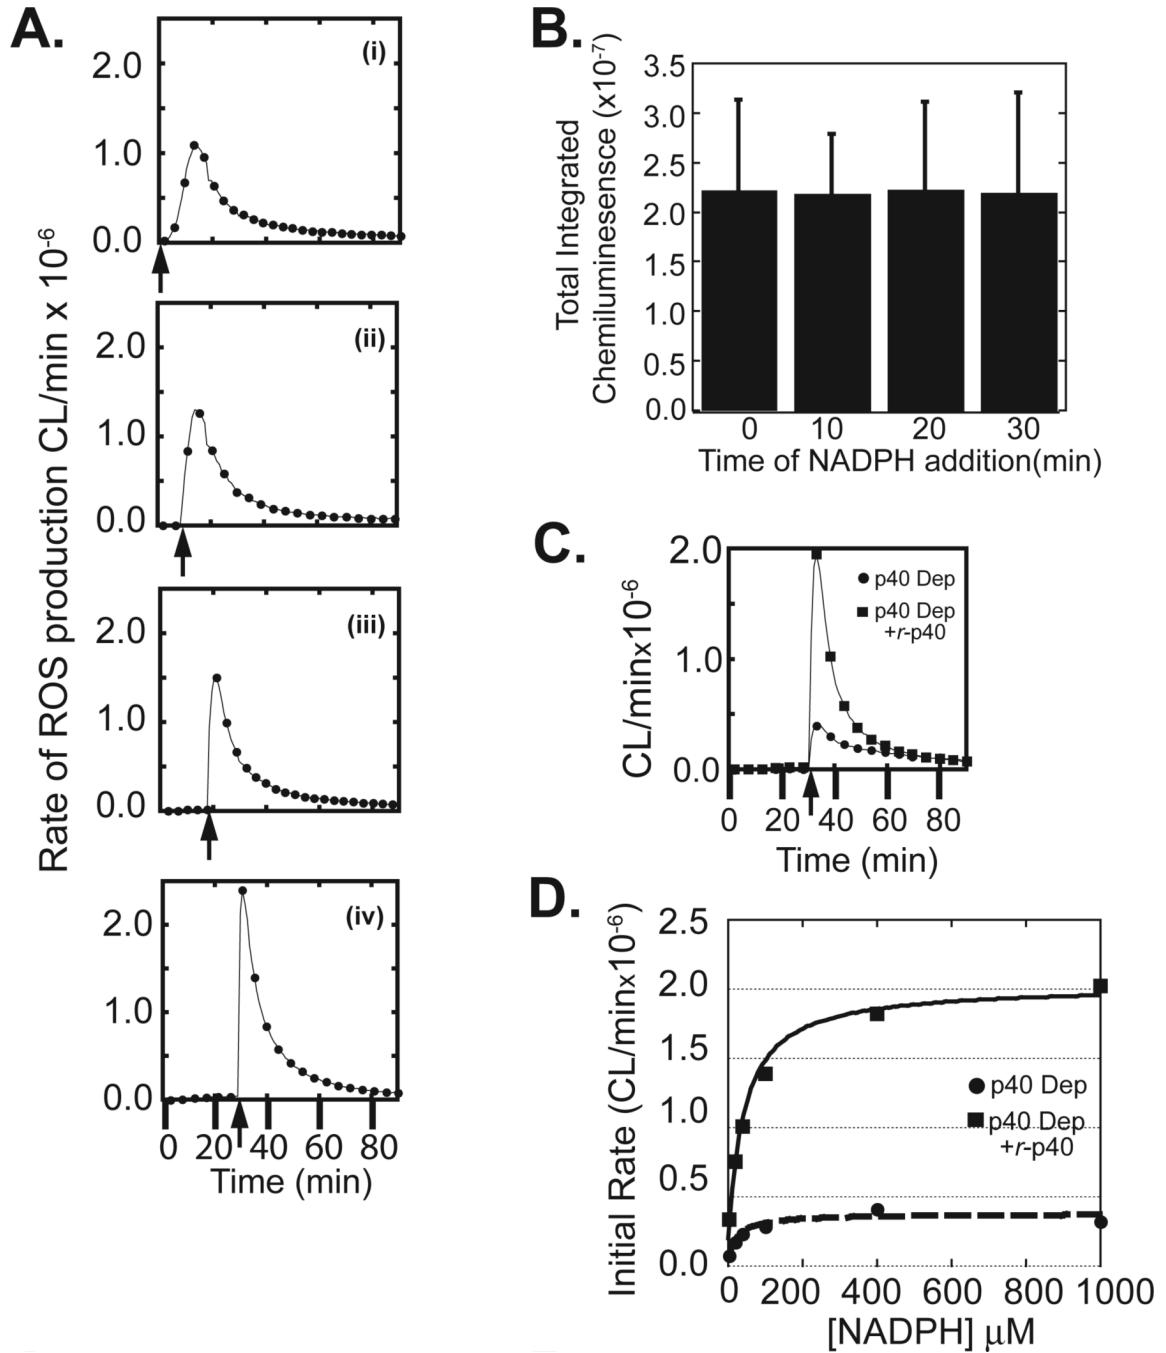 A.
Rate of ROS production CL/min x 10-6
(i)
2.0
1.0
0.0
(ii)
2.0
1.0
0.0
(iii)
2.0
1.0
0.0
(iv)
2.0
1.0
0.0
0 20 40 60 80
Time (min)
B.
Total Integrated
Chemiluminesensce (x10-7)
3.5
3.0
2.5
2.0
1.5
1.0
0.5
0.0
0 10 20 30
Time of NADPH addition(min)
C.
CL/minx10-6
2.0
1.0
0.0
p40 Dep
p40 Dep
+r-p40
0 20 40 60 80
Time (min)
D.
Initial Rate (CL/minx10-6)
2.5
2.0
1.5
1.0
0.5
0.0
p40 Dep
p40 Dep
+r-p40
0 200 400 600 800 1000
[NADPH] µM